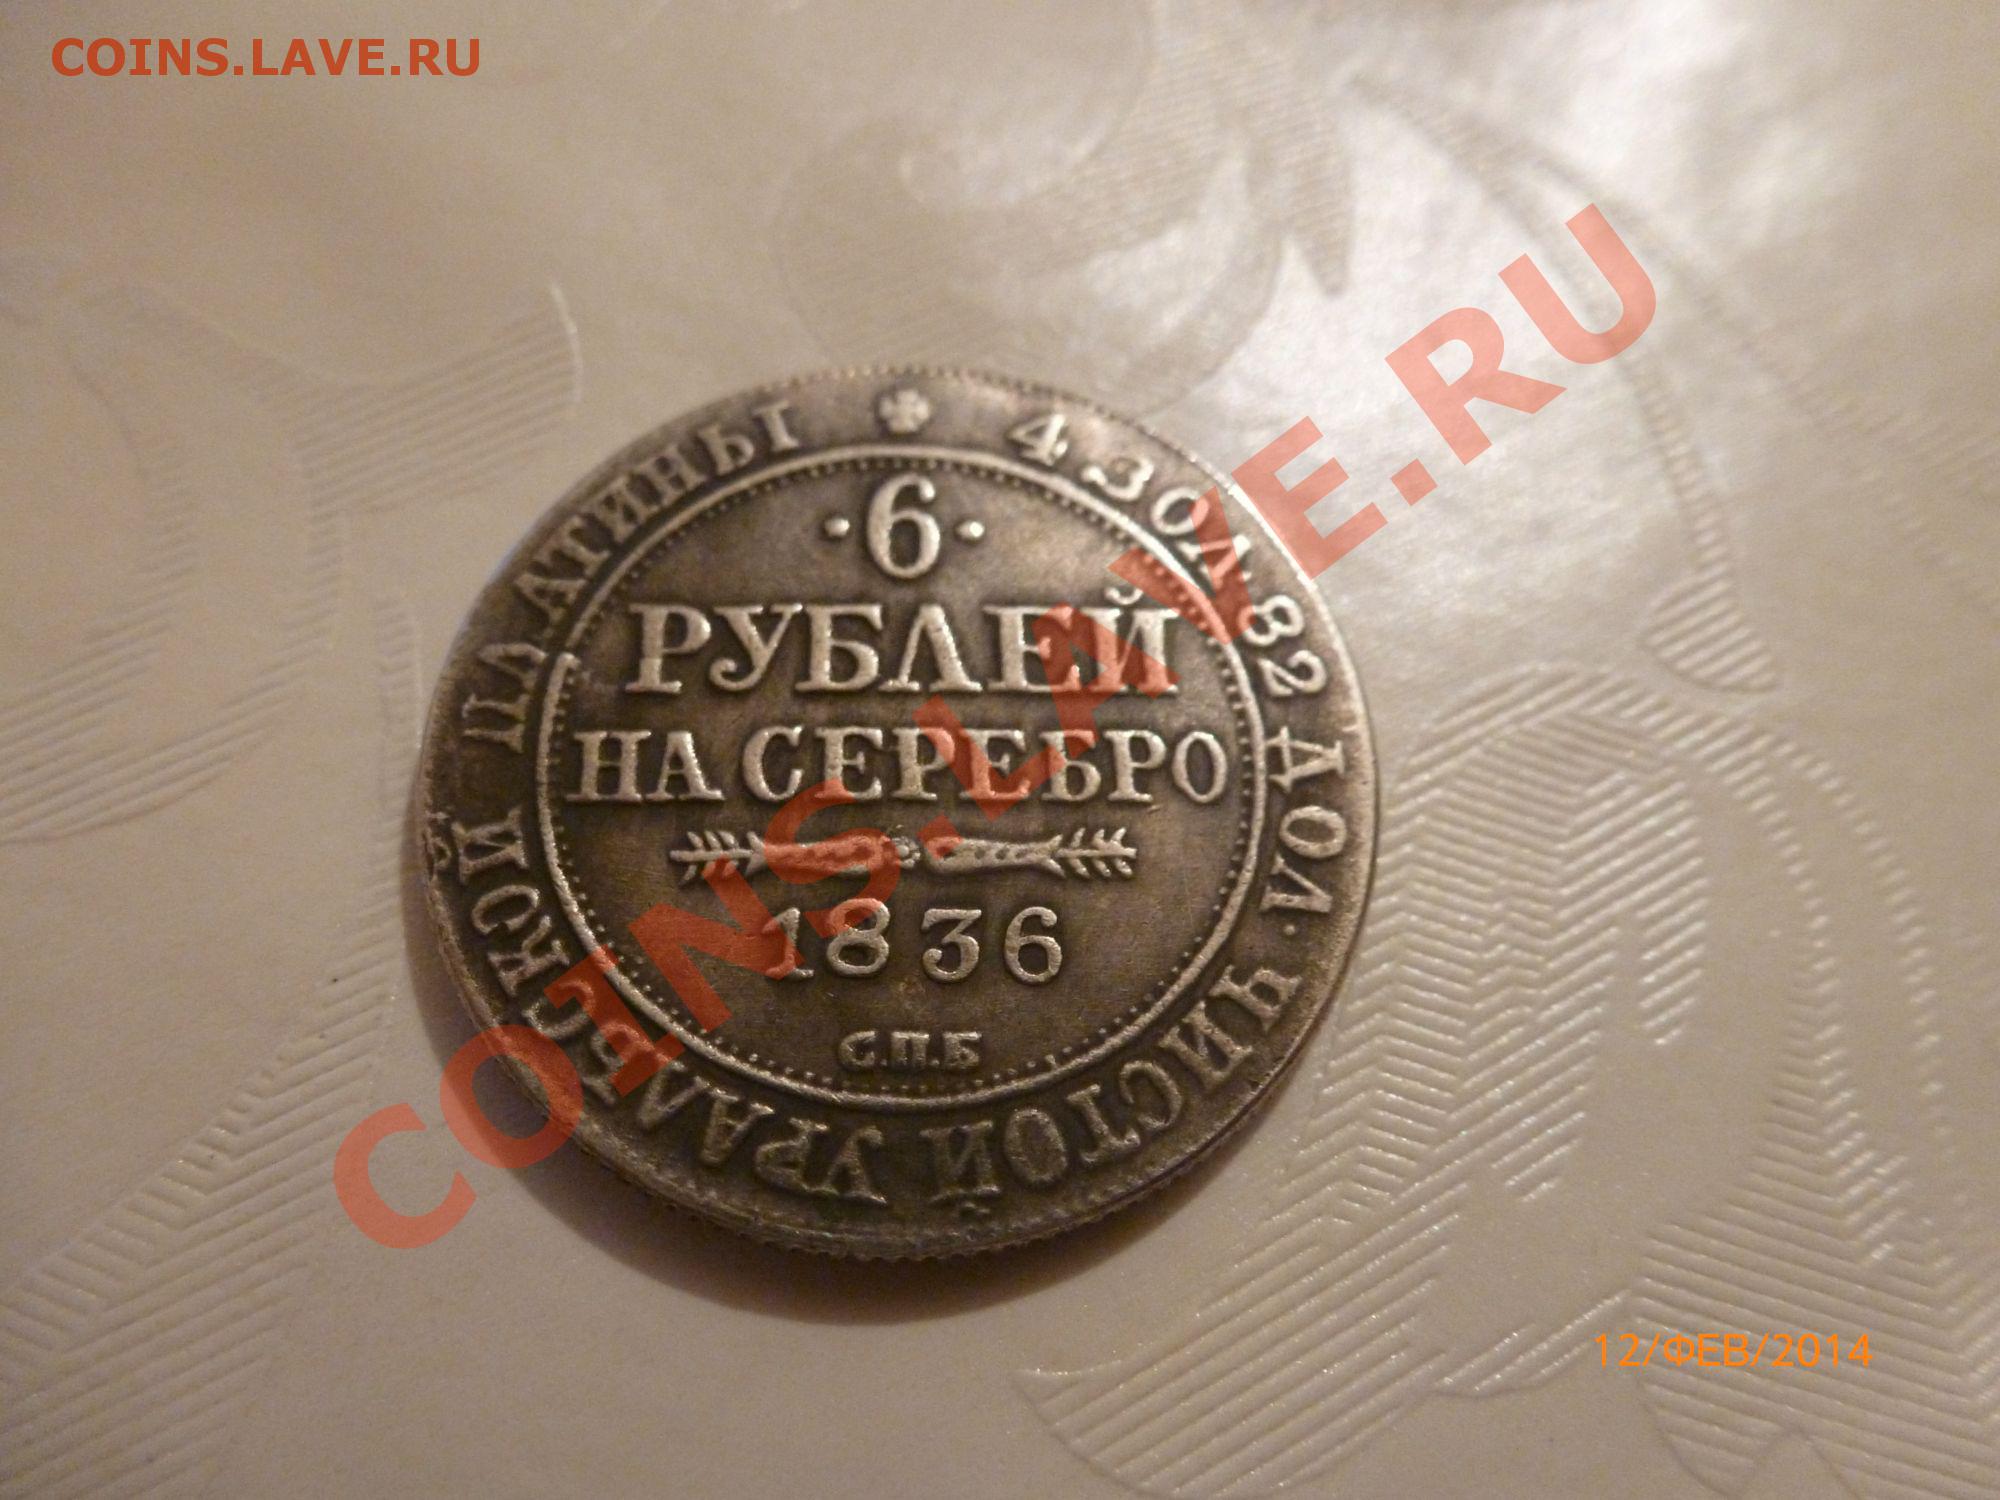 COINS.LAVE.RU
4 ЗОЛ. 82 ДОЛ. ЧИСТОЙ УРАЛЬСКОЙ ПЛАТИНЫ
·6·
РУБЛЕЙ
НА СЕРЕБРО
1836
С.П.Б
COINS.LAVE.RU
12/ФЕВ/2014